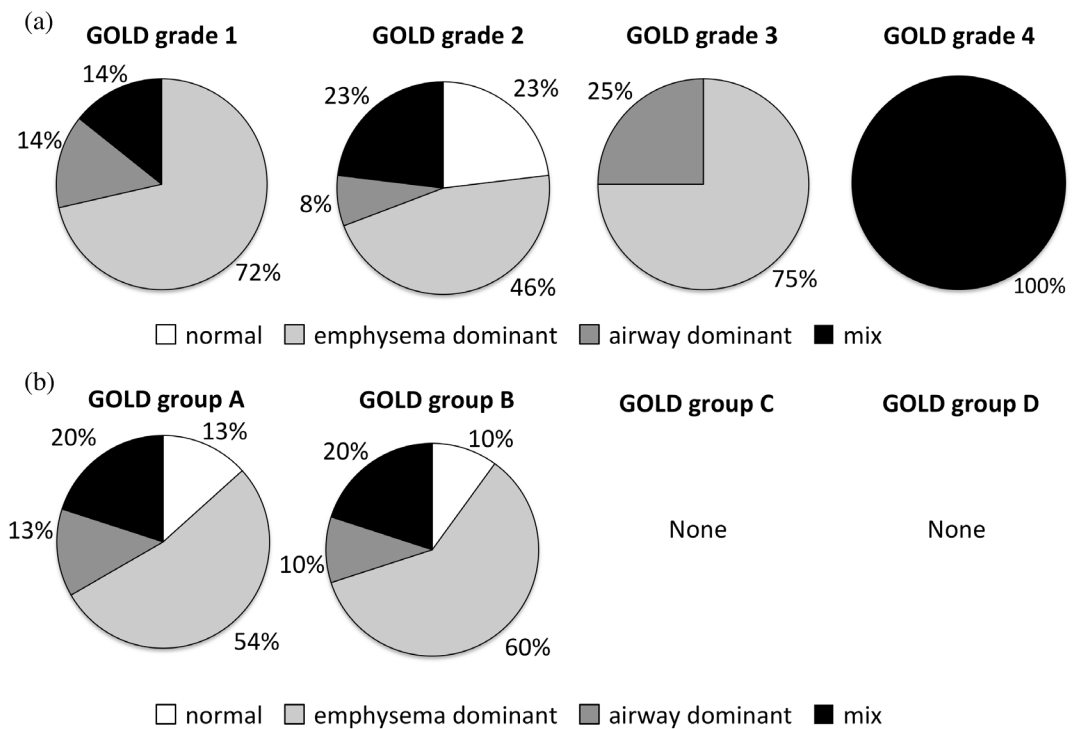 (a)
GOLD grade 1
GOLD grade 2
GOLD grade 3
GOLD grade 4
14%
14%
72%
23%
23%
8%
46%
25%
75%
100%
normal
emphysema dominant
airway dominant
mix
(b)
GOLD group A
GOLD group B
GOLD group C
GOLD group D
20%
13%
13%
54%
20%
10%
10%
60%
None
None
normal
emphysema dominant
airway dominant
mix